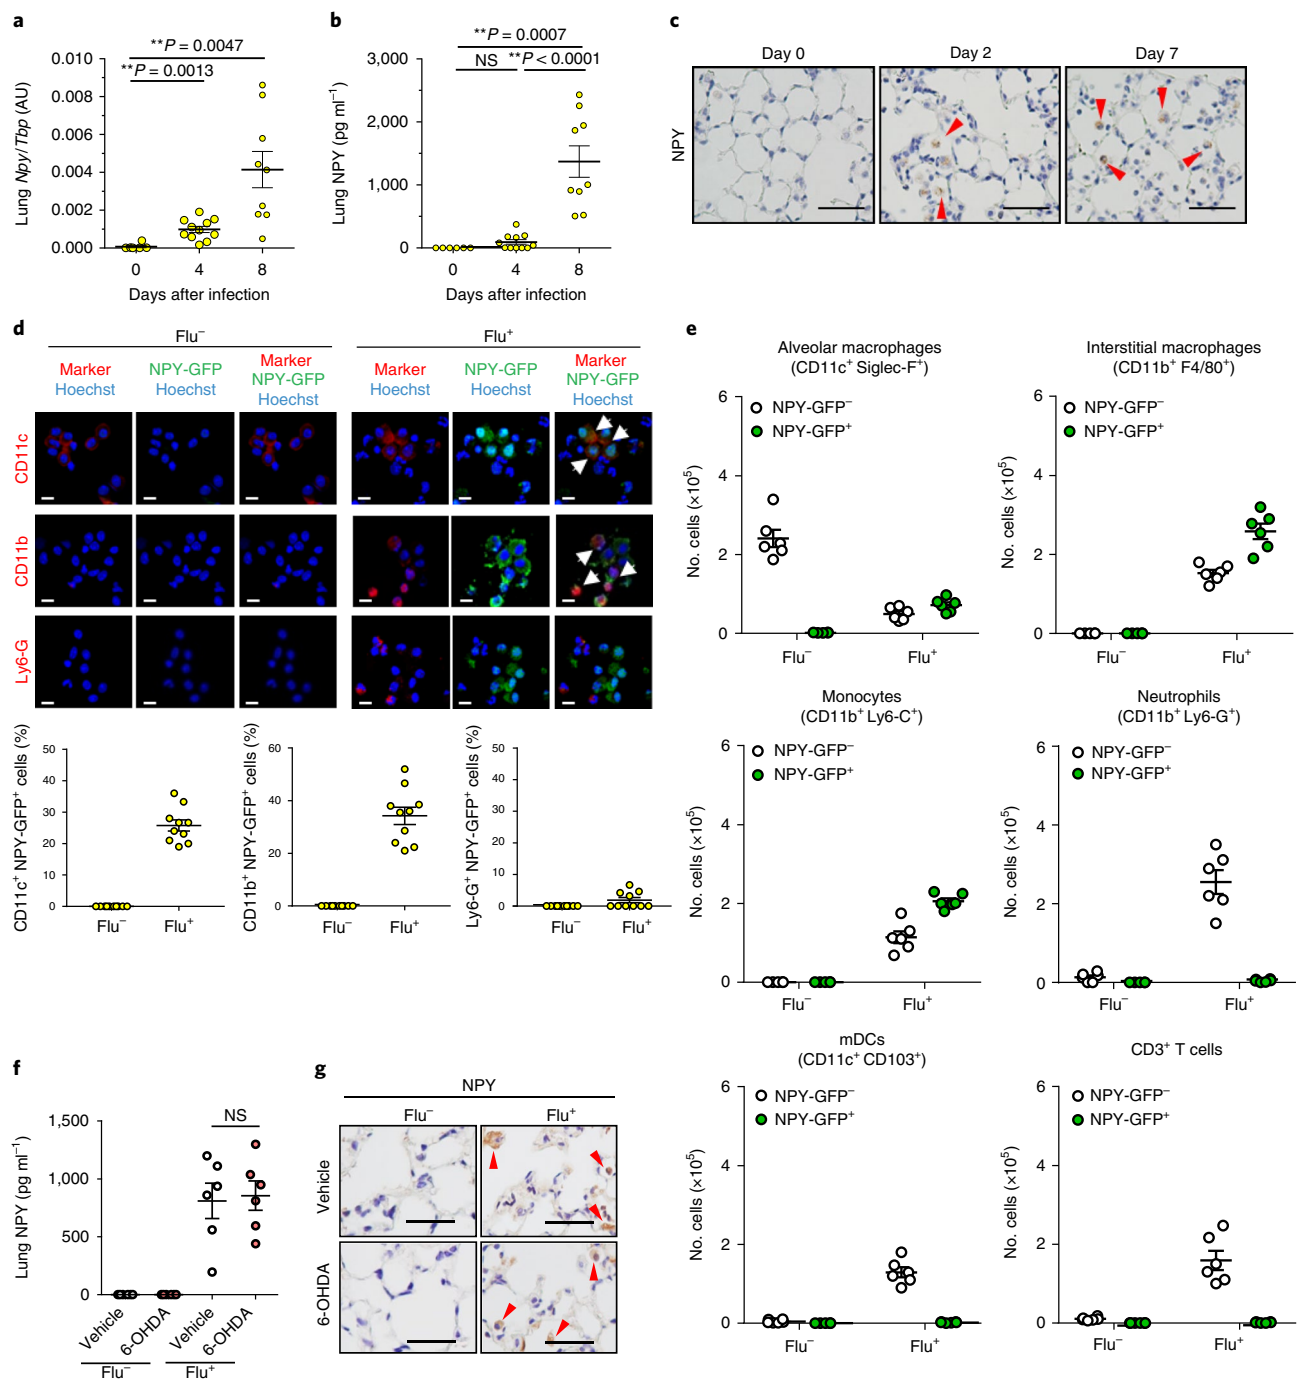 a
**P = 0.0047
**P = 0.0013
Lung Npy/Tbp (AU)
0.010
0.008
0.006
0.004
0.002
0.000
0 4 8
Days after infection
b
**P = 0.0007
NS **P < 0.0001
Lung NPY (pg ml⁻¹)
3,000
2,000
1,000
0
0 4 8
Days after infection
c
Day 0 Day 2 Day 7
NPY
d
Flu⁻ Flu⁺
Marker NPY-GFP Marker Marker NPY-GFP Marker
Hoechst Hoechst NPY-GFP Hoechst Hoechst NPY-GFP
Hoechst Hoechst
CD11c
CD11b
Ly6-G
CD11c⁺ NPY-GFP⁺ cells (%)
50
40
30
20
10
0
Flu⁻ Flu⁺
CD11b⁺ NPY-GFP⁺ cells (%)
60
40
20
0
Flu⁻ Flu⁺
Ly6-G⁺ NPY-GFP⁺ cells (%)
50
40
30
20
10
0
Flu⁻ Flu⁺
e
Alveolar macrophages
(CD11c⁺ Siglec-F⁺)
NPY-GFP⁻
NPY-GFP⁺
No. cells (×10⁵)
6
4
2
0
Flu⁻ Flu⁺
Interstitial macrophages
(CD11b⁺ F4/80⁺)
NPY-GFP⁻
NPY-GFP⁺
No. cells (×10⁵)
6
4
2
0
Flu⁻ Flu⁺
Monocytes
(CD11b⁺ Ly6-C⁺)
NPY-GFP⁻
NPY-GFP⁺
No. cells (×10⁵)
6
4
2
0
Flu⁻ Flu⁺
Neutrophils
(CD11b⁺ Ly6-G⁺)
NPY-GFP⁻
NPY-GFP⁺
No. cells (×10⁵)
6
4
2
0
Flu⁻ Flu⁺
mDCs
(CD11c⁺ CD103⁺)
NPY-GFP⁻
NPY-GFP⁺
No. cells (×10⁵)
6
4
2
0
Flu⁻ Flu⁺
CD3⁺ T cells
NPY-GFP⁻
NPY-GFP⁺
No. cells (×10⁵)
6
4
2
0
Flu⁻ Flu⁺
f
NS
Lung NPY (pg ml⁻¹)
1,500
1,000
500
0
Vehicle 6-OHDA Vehicle 6-OHDA
Flu⁻ Flu⁺
g
NPY
Flu⁻ Flu⁺
Vehicle
6-OHDA